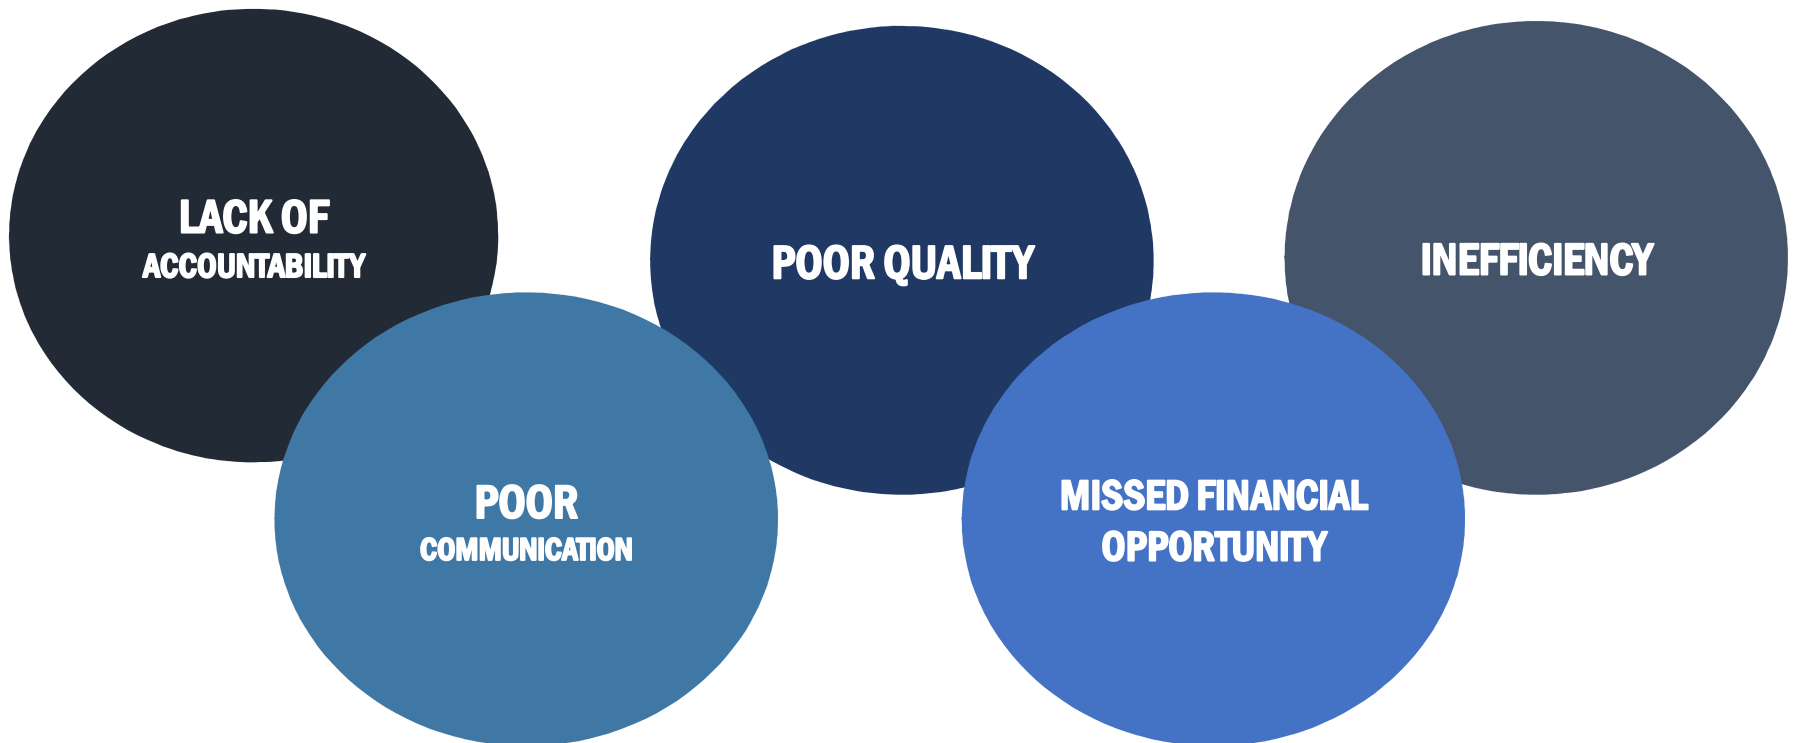 LACK OF
ACCOUNTABILITY
POOR QUALITY
INEFFICIENCY
POOR
COMMUNICATION
MISSED FINANCIAL
OPPORTUNITY